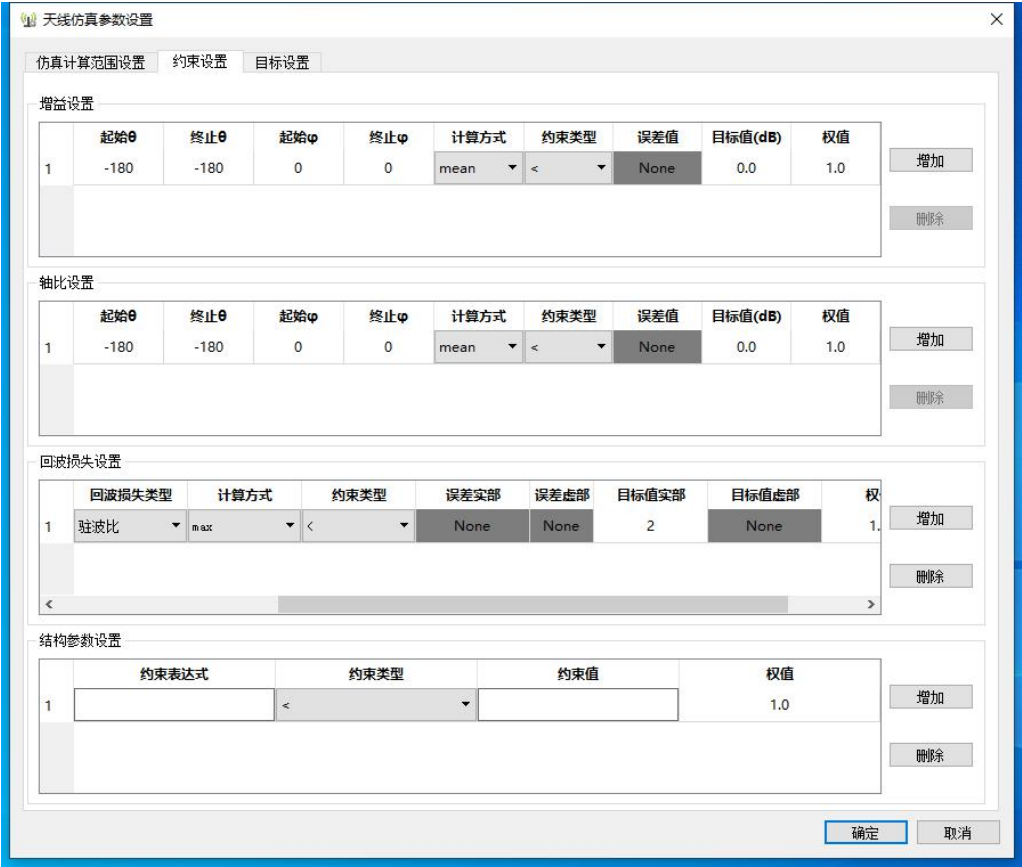 天线仿真参数设置
仿真计算范围设置 约束设置 目标设置
增益设置
起始θ 终止θ 起始φ 终止φ 计算方式 约束类型 误差值 目标值(dB) 权值
1 -180 -180 0 0 mean < None 0.0 1.0
增加
删除
轴比设置
起始θ 终止θ 起始φ 终止φ 计算方式 约束类型 误差值 目标值(dB) 权值
1 -180 -180 0 0 mean < None 0.0 1.0
增加
删除
回波损失设置
回波损失类型 计算方式 约束类型 误差实部 误差虚部 目标值实部 目标值虚部 权
1 驻波比 max < None None 2 None 1.
增加
删除
结构参数设置
约束表达式 约束类型 约束值 权值
1 < 1.0
增加
删除
确定 取消